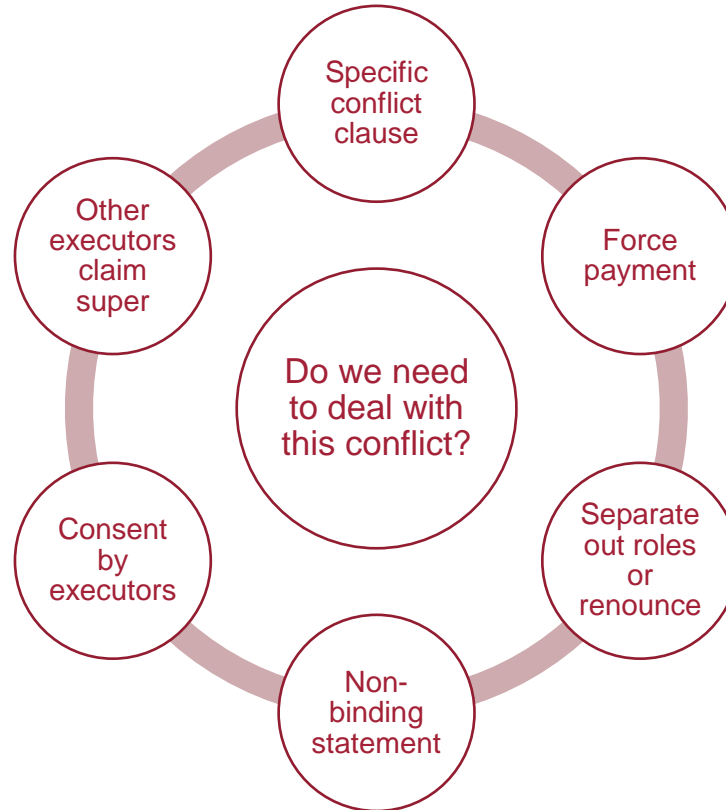 Specific
conflict
clause
Force
payment
Separate
out roles
or
renounce
Non-
binding
statement
Consent
by
executors
Other
executors
claim
super
Do we need
to deal with
this conflict?